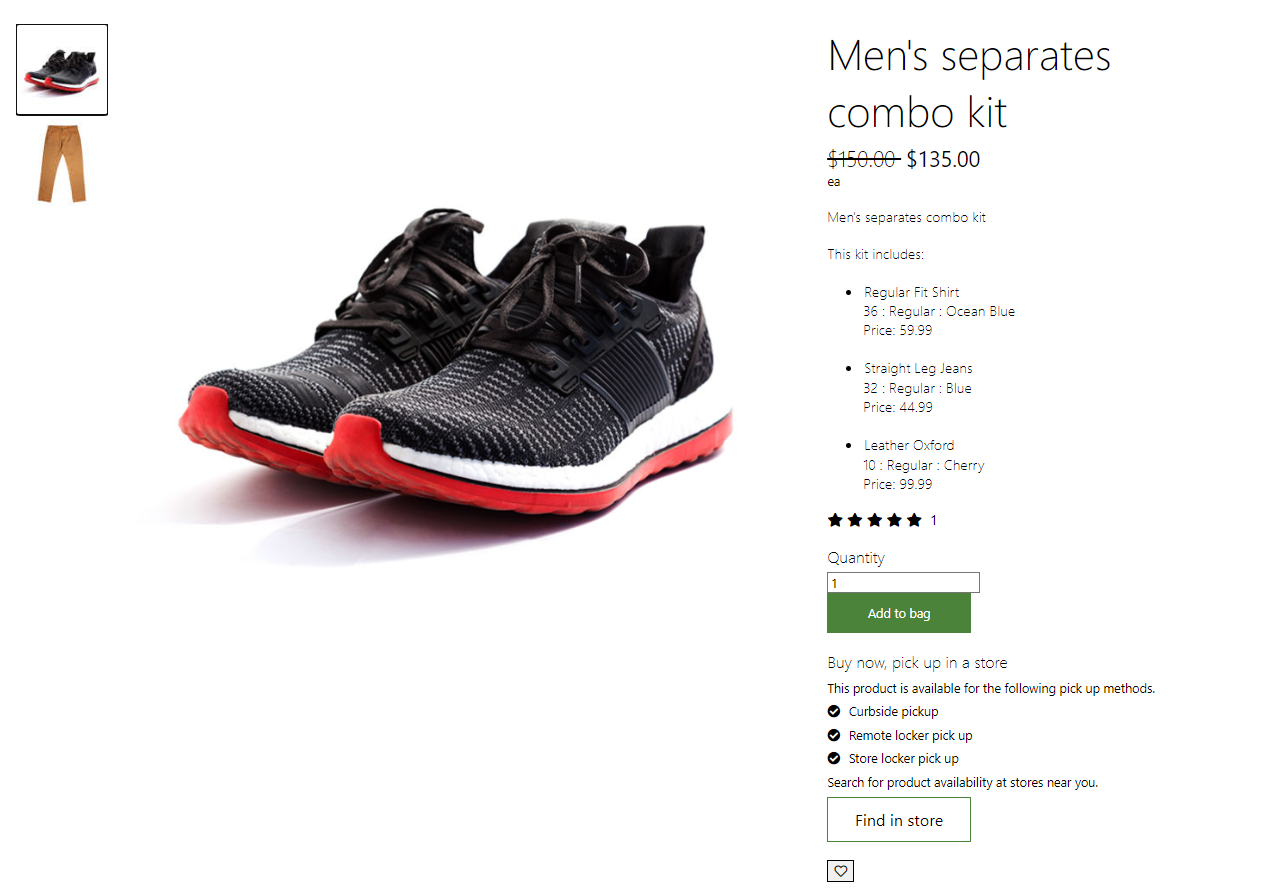 Men's separates
combo kit
$150.00 $135.00
ea
Men's separates combo kit
This kit includes:
Regular Fit Shirt
36 : Regular : Ocean Blue
Price: 59.99
Straight Leg Jeans
32 : Regular : Blue
Price: 44.99
Leather Oxford
10 : Regular : Cherry
Price: 99.99
1
Quantity
1
Add to bag
Buy now, pick up in a store
This product is available for the following pick up methods.
Curbside pickup
Remote locker pick up
Store locker pick up
Search for product availability at stores near you.
Find in store